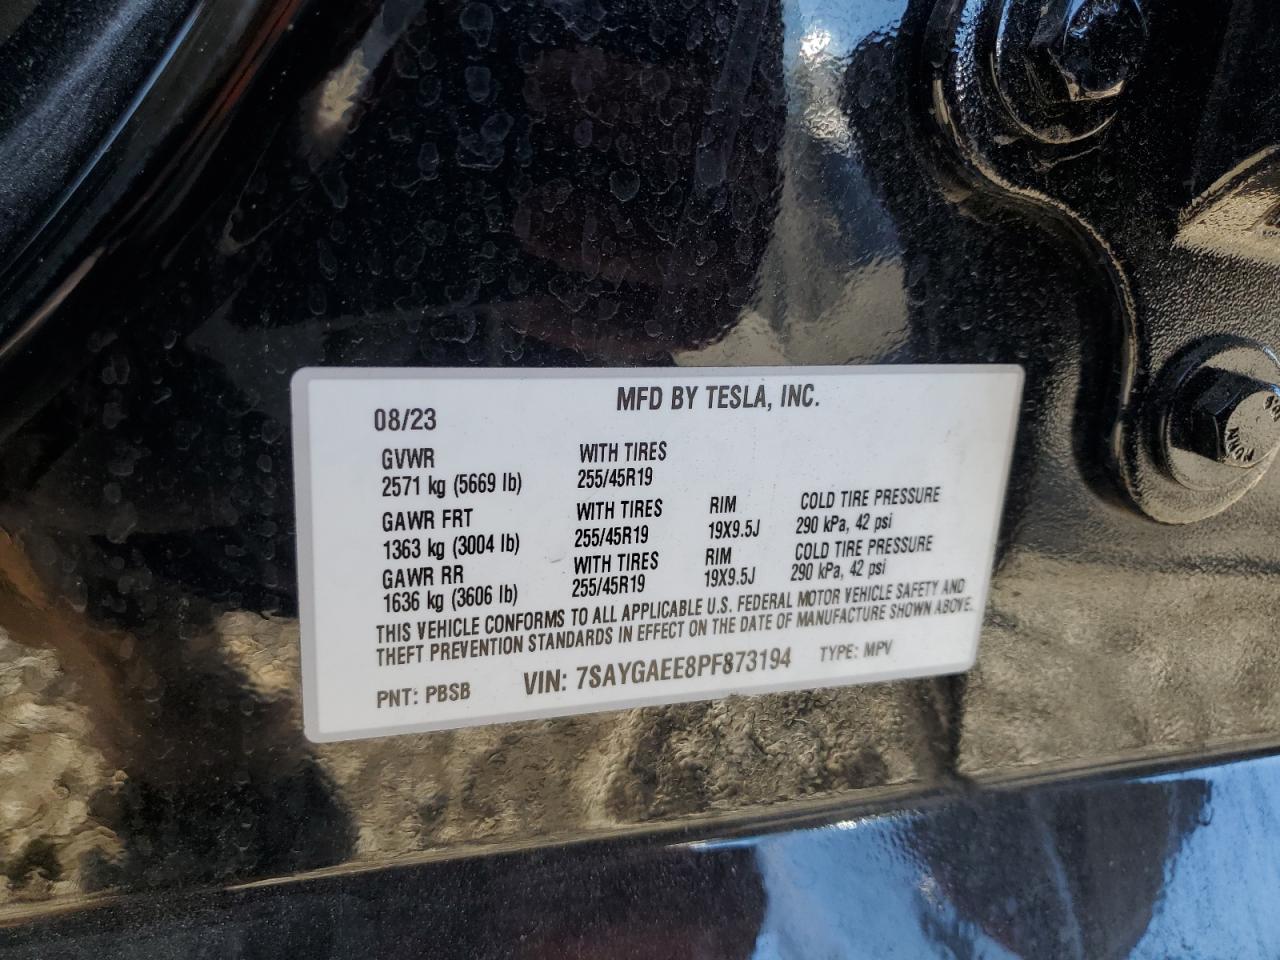 MFD BY TESLA, INC.
08/23
GVWR WITH TIRES
2571 kg (5669 lb) 255/45R19
GAWR FRT WITH TIRES RIM COLD TIRE PRESSURE
1363 kg (3004 lb) 255/45R19 19X9.5J 290 kPa, 42 psi
GAWR RR WITH TIRES RIM COLD TIRE PRESSURE
1636 kg (3606 lb) 255/45R19 19X9.5J 290 kPa, 42 psi
THIS VEHICLE CONFORMS TO ALL APPLICABLE U.S. FEDERAL MOTOR VEHICLE SAFETY AND
THEFT PREVENTION STANDARDS IN EFFECT ON THE DATE OF MANUFACTURE SHOWN ABOVE.
PNT: PBSB VIN: 7SAYGAEE8PF873194 TYPE: MPV